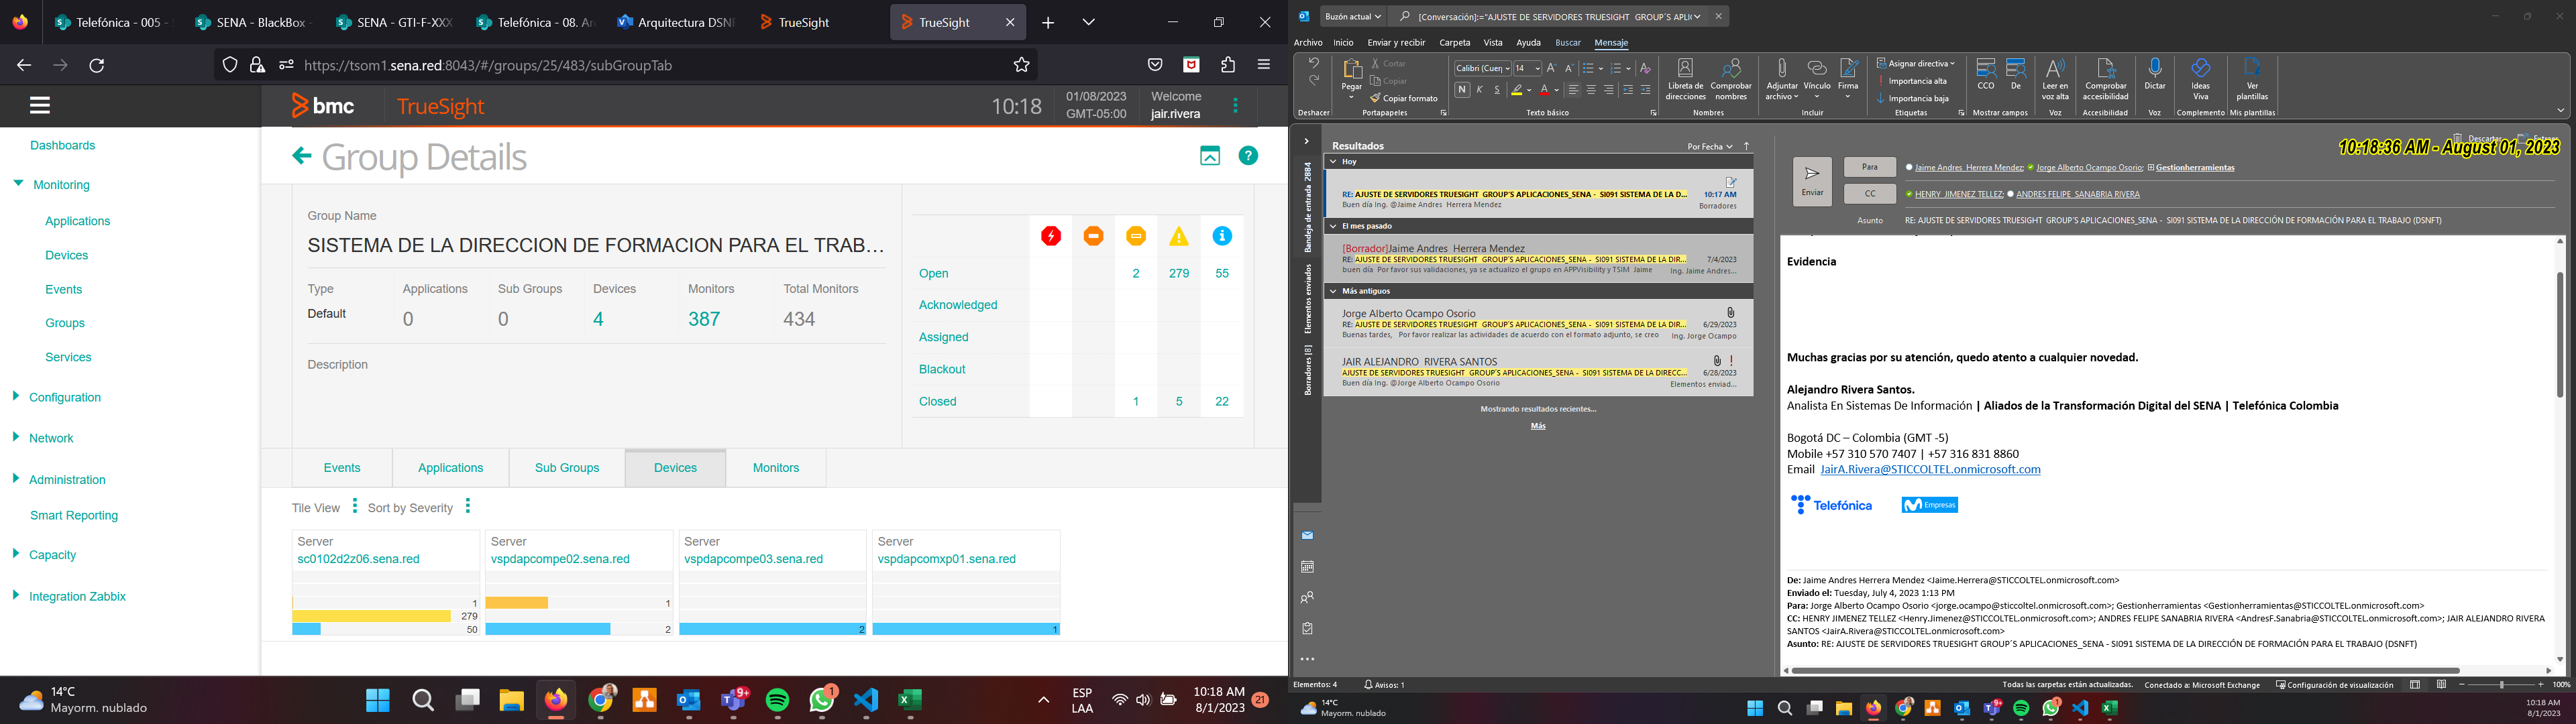 Telefónica - 005 -
SENA - BlackBox -
SENA - GTI-F-XXX
Telefónica - 08. Ar
Arquitectura DSNF
TrueSight
TrueSight
https://tsom1.sena.red:8043/#/groups/25/483/subGroupTab
bmc
TrueSight
10:18
01/08/2023
GMT-05:00
Welcome
jair.rivera
Dashboards
Monitoring
Applications
Devices
Events
Groups
Services
Configuration
Network
Administration
Smart Reporting
Capacity
Integration Zabbix
Group Details
Group Name
SISTEMA DE LA DIRECCION DE FORMACION PARA EL TRAB...
Type Applications Sub Groups Devices Monitors Total Monitors
Default 0 0 4 387 434
Description
Open 2 279 55
Acknowledged
Assigned
Blackout
Closed 1 5 22
Events Applications Sub Groups Devices Monitors
Tile View Sort by Severity
Server
sc0102d2z06.sena.red
1
279
50
Server
vspdapcompe02.sena.red
1
2
Server
vspdapcompe03.sena.red
2
Server
vspdapcomxp01.sena.red
1
14°C
Mayorm. nublado
9+
1
ESP
LAA
10:18 AM
8/1/2023
21
Buzón actual
[Conversación]:="AJUSTE DE SERVIDORES TRUESIGHT GROUP´S APLIC
Archivo Inicio Enviar y recibir Carpeta Vista Ayuda Buscar Mensaje
Deshacer
Pegar
Cortar
Copiar
Copiar formato
Portapapeles
Calibri (Cuerp
14
N K S
Texto básico
Libreta de direcciones
Comprobar nombres
Nombres
Adjuntar archivo
Vínculo
Firma
Incluir
Asignar directiva
Importancia alta
Importancia baja
Etiquetas
CCO
De
Mostrar campos
Leer en voz alta
Voz
Comprobar accesibilidad
Accesibilidad
Dictar
Voz
Ideas Viva
Complemento
Ver plantillas
Mis plantillas
Bandeja de entrada 2884
Elementos enviados
Borradores [8]
Resultados
Por Fecha
Hoy
RE: AJUSTE DE SERVIDORES TRUESIGHT GROUP'S APLICACIONES_SENA - SI091 SISTEMA DE LA D...
10:17 AM
Buen día Ing. @Jaime Andres Herrera Mendez
Borradores
El mes pasado
[Borrador]Jaime Andres Herrera Mendez
RE: AJUSTE DE SERVIDORES TRUESIGHT GROUP'S APLICACIONES_SENA - SI091 SISTEMA DE LA DIR...
7/4/2023
buen dia Por favor sus validaciones, ya se actualizo el grupo en APPVisibility y TSIM Jaime
Ing. Jaime Andres...
Más antiguos
Jorge Alberto Ocampo Osorio
RE: AJUSTE DE SERVIDORES TRUESIGHT GROUP'S APLICACIONES_SENA - SI091 SISTEMA DE LA DIR...
6/29/2023
Buenas tardes, Por favor realizar las actividades de acuerdo con el formato adjunto, se creo
Ing. Jorge Ocampo
JAIR ALEJANDRO RIVERA SANTOS
AJUSTE DE SERVIDORES TRUESIGHT GROUP'S APLICACIONES_SENA - SI091 SISTEMA DE LA DIRECC...
6/28/2023
Buen día Ing. @Jorge Alberto Ocampo Osorio
Elementos enviad...
Mostrando resultados recientes...
Más
Descartar
10:18:36 AM - August 01, 2023
Enviar
Para
Jaime Andres Herrera Mendez; Jorge Alberto Ocampo Osorio; Gestionherramientas
CC
HENRY JIMENEZ TELLEZ; ANDRES FELIPE SANABRIA RIVERA
Asunto
RE: AJUSTE DE SERVIDORES TRUESIGHT GROUP'S APLICACIONES_SENA - SI091 SISTEMA DE LA DIRECCIÓN DE FORMACIÓN PARA EL TRABAJO (DSNFT)
Evidencia
Muchas gracias por su atención, quedo atento a cualquier novedad.
Alejandro Rivera Santos.
Analista En Sistemas De Información | Aliados de la Transformación Digital del SENA | Telefónica Colombia
Bogotá DC – Colombia (GMT -5)
Mobile +57 310 570 7407 | +57 316 831 8860
Email JairA.Rivera@STICCOLTEL.onmicrosoft.com
Telefónica
Empresas
De: Jaime Andres Herrera Mendez <Jaime.Herrera@STICCOLTEL.onmicrosoft.com>
Enviado el: Tuesday, July 4, 2023 1:13 PM
Para: Jorge Alberto Ocampo Osorio <jorge.ocampo@sticcoltel.onmicrosoft.com>; Gestionherramientas <Gestionherramientas@STICCOLTEL.onmicrosoft.com>
CC: HENRY JIMENEZ TELLEZ <Henry.Jimenez@STICCOLTEL.onmicrosoft.com>; ANDRES FELIPE SANABRIA RIVERA <AndresF.Sanabria@STICCOLTEL.onmicrosoft.com>; JAIR ALEJANDRO RIVERA
SANTOS <JairA.Rivera@STICCOLTEL.onmicrosoft.com>
Asunto: RE: AJUSTE DE SERVIDORES TRUESIGHT GROUP´S APLICACIONES_SENA - SI091 SISTEMA DE LA DIRECCIÓN DE FORMACIÓN PARA EL TRABAJO (DSNFT)
Elementos: 4
Avisos: 1
Todas las carpetas están actualizadas.
Conectado a: Microsoft Exchange
Configuración de visualización
100%
14°C
Mayorm. nublado
9+
1
10:18 AM
8/1/2023